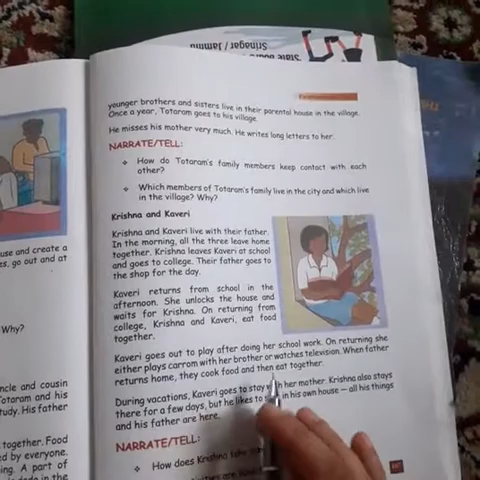 Srinagar / Jammu
State
younger brothers and sisters live in their parental house in the village.
Once a year, Totaram goes to his village.
He misses his mother very much. He writes long letters to her.
NARRATE/TELL:
❖ How do Totaram's family members keep contact with each
other?
❖ Which members of Totaram's family live in the city and which live
in the village? Why?
Krishna and Kaveri
Krishna and Kaveri live with their father.
In the morning, all the three leave home
together. Krishna leaves Kaveri at school
and goes to college. Their father goes to
the shop for the day.
Kaveri returns from school in the
afternoon. She unlocks the house and
waits for Krishna. On returning from
college, Krishna and Kaveri, eat food
together.
Kaveri goes out to play after doing her school work. On returning she
either plays carrom with her brother or watches television. When father
returns home, they cook food and then eat together.
During vacations, Kaveri goes to stay with her mother. Krishna also stays
there for a few days, but he likes to in his own house – all his things
and his father are here.
NARRATE/TELL:
❖ How does Krishna
use and create a
es, go out and at
Why?
ncle and cousin
Totaram and his
tudy. His father
together. Food
ed by everyone.
ing. A part of
in the